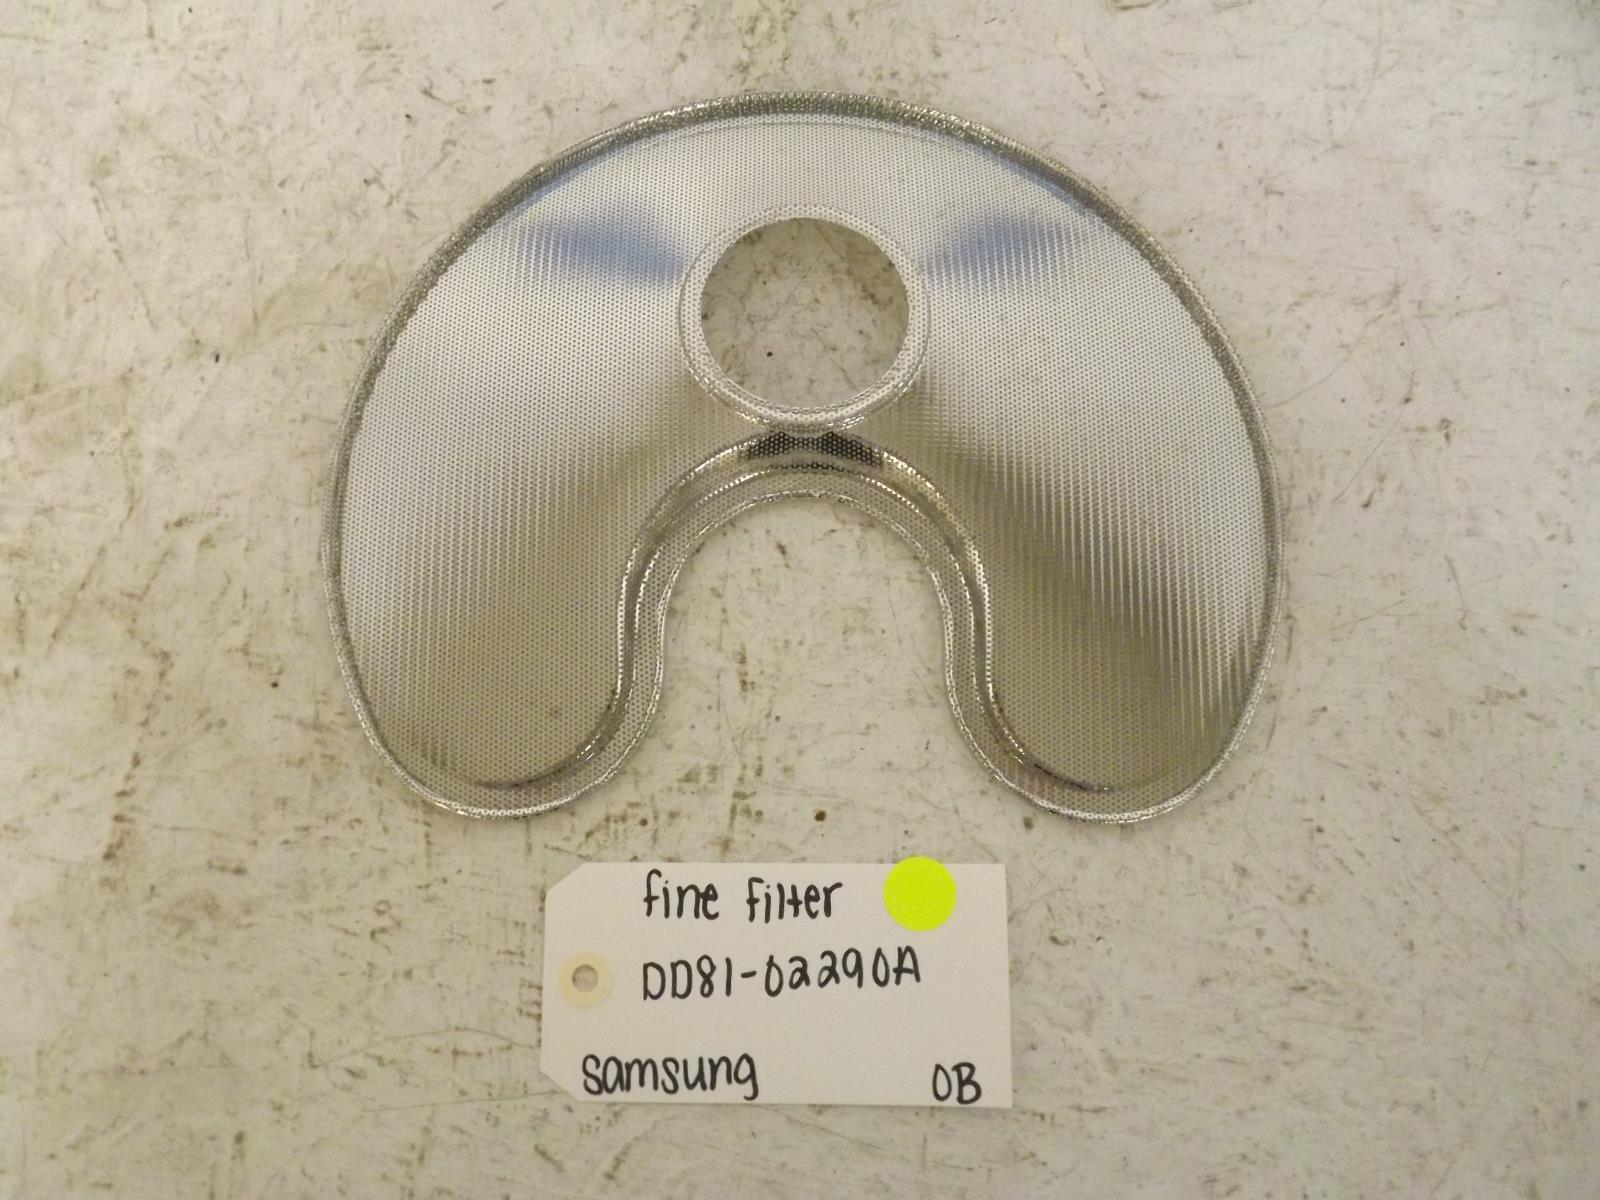 fine filter
DD81-02290A
samsung
OB